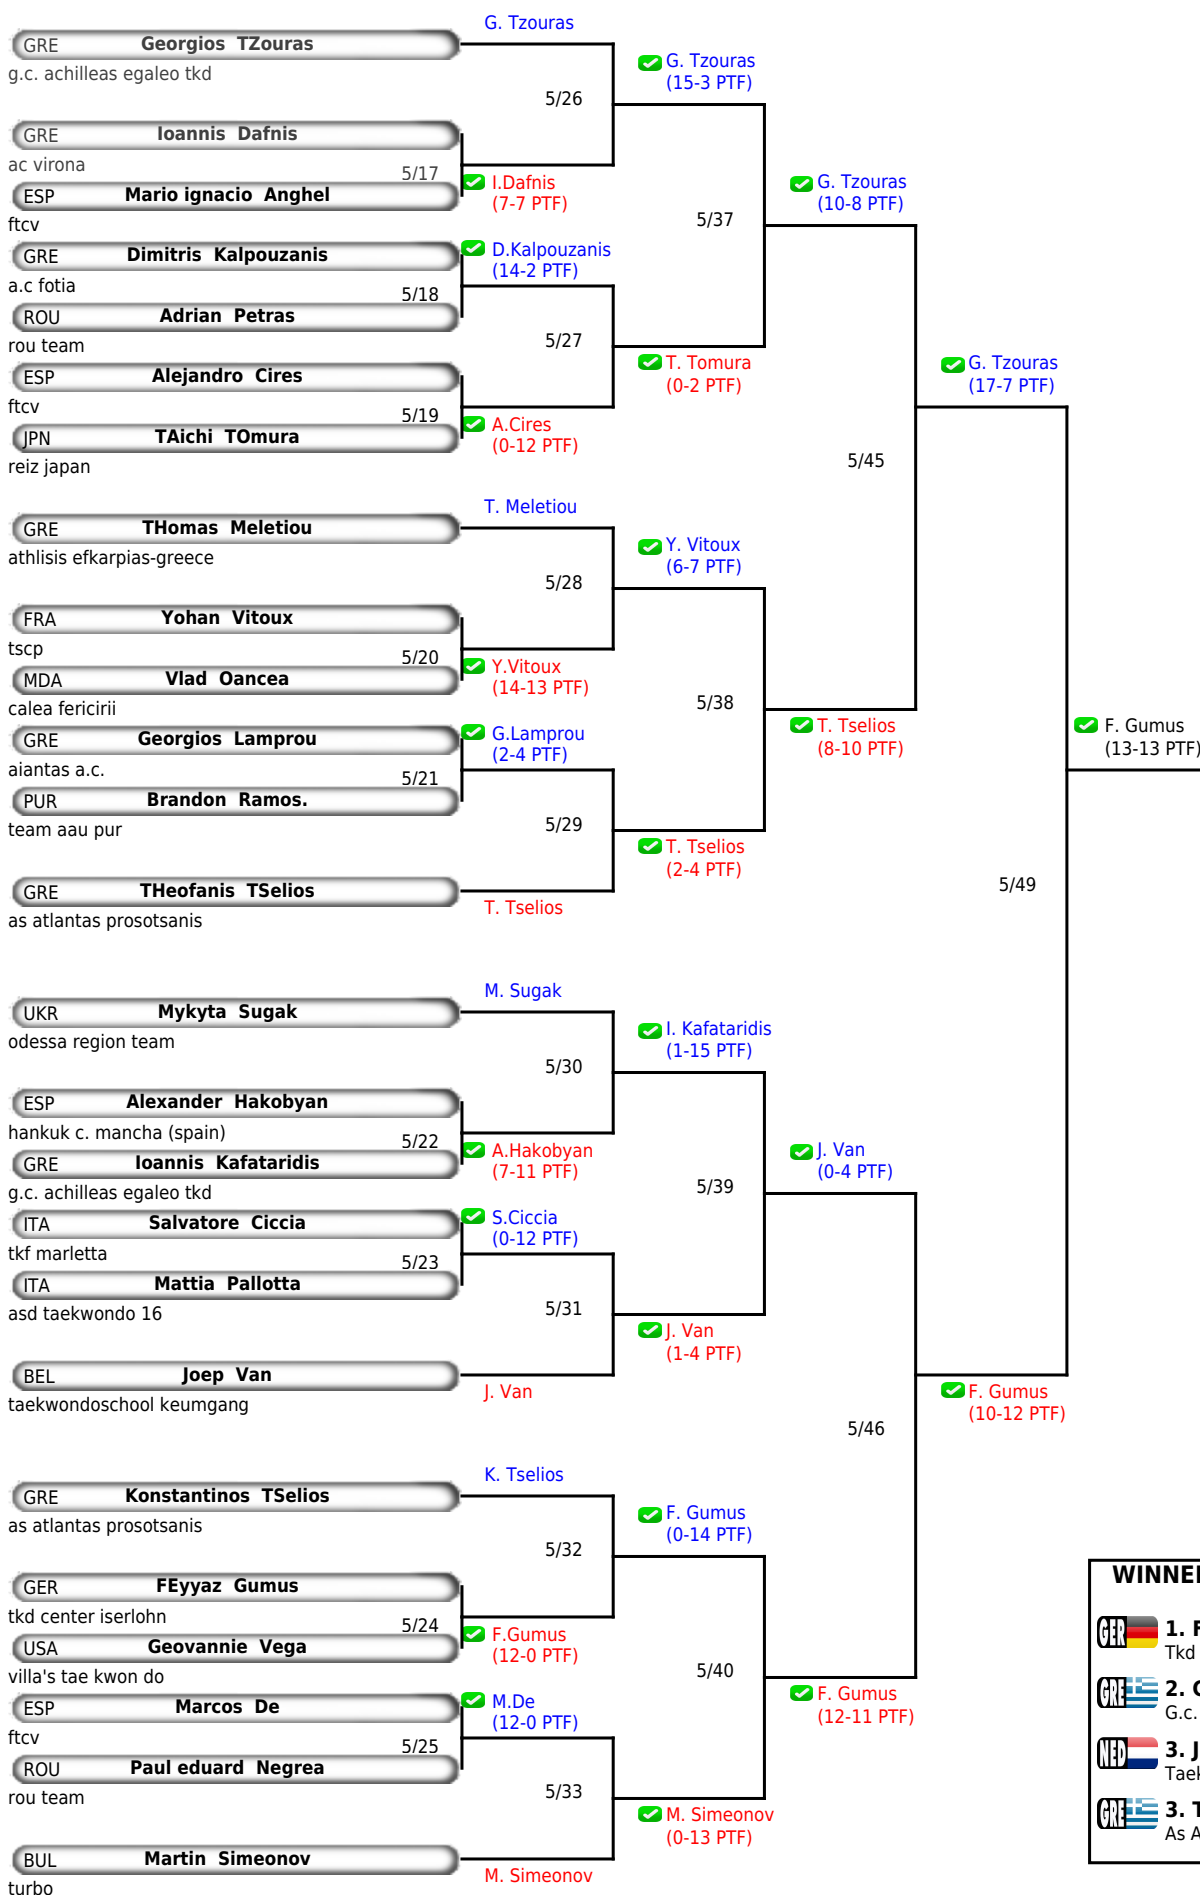 G. Tzouras
GRE Georgios TZouras
g.c. achilleas egaleo tkd
5/26
G. Tzouras
(15-3 PTF)
GRE Ioannis Dafnis
ac virona
5/17
I.Dafnis
(7-7 PTF)
ESP Mario ignacio Anghel
ftcv
5/37
G. Tzouras
(10-8 PTF)
GRE Dimitris Kalpouzanis
a.c fotia
D.Kalpouzanis
(14-2 PTF)
5/18
ROU Adrian Petras
rou team
5/27
T. Tomura
(0-2 PTF)
ESP Alejandro Cires
ftcv
5/19
A.Cires
(0-12 PTF)
JPN TAichi TOmura
reiz japan
5/45
G. Tzouras
(17-7 PTF)
T. Meletiou
GRE THomas Meletiou
athlisis efkarpias-greece
5/28
Y. Vitoux
(6-7 PTF)
FRA Yohan Vitoux
tscp
5/20
Y.Vitoux
(14-13 PTF)
MDA Vlad Oancea
calea fericirii
5/38
T. Tselios
(8-10 PTF)
GRE Georgios Lamprou
aiantas a.c.
G.Lamprou
(2-4 PTF)
5/21
PUR Brandon Ramos.
team aau pur
5/29
T. Tselios
(2-4 PTF)
GRE THeofanis TSelios
as atlantas prosotsanis
T. Tselios
F. Gumus
(13-13 PTF)
5/49
M. Sugak
UKR Mykyta Sugak
odessa region team
5/30
I. Kafataridis
(1-15 PTF)
ESP Alexander Hakobyan
hankuk c. mancha (spain)
5/22
A.Hakobyan
(7-11 PTF)
GRE Ioannis Kafataridis
g.c. achilleas egaleo tkd
5/39
J. Van
(0-4 PTF)
ITA Salvatore Ciccia
tkf marletta
S.Ciccia
(0-12 PTF)
5/23
ITA Mattia Pallotta
asd taekwondo 16
5/31
J. Van
(1-4 PTF)
BEL Joep Van
taekwondoschool keumgang
J. Van
5/46
F. Gumus
(10-12 PTF)
K. Tselios
GRE Konstantinos TSelios
as atlantas prosotsanis
5/32
F. Gumus
(0-14 PTF)
GER FEyyaz Gumus
tkd center iserlohn
5/24
F.Gumus
(12-0 PTF)
USA Geovannie Vega
villa's tae kwon do
5/40
F. Gumus
(12-11 PTF)
ESP Marcos De
ftcv
M.De
(12-0 PTF)
5/25
ROU Paul eduard Negrea
rou team
5/33
M. Simeonov
(0-13 PTF)
BUL Martin Simeonov
turbo
M. Simeonov
GER 1. F
Tkd
GRE 2.
G.c.
NED 3. J
GRE 3. T
As A